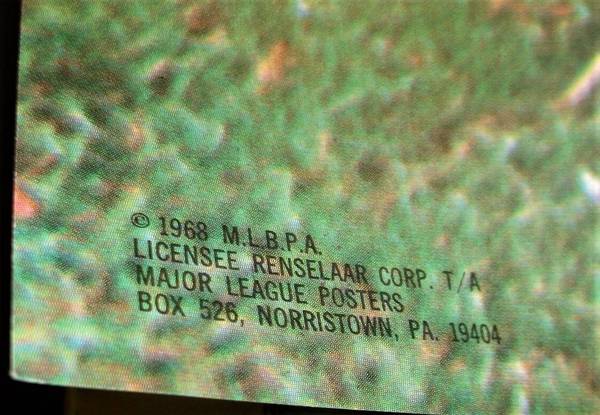 © 1968 M.L.B.P.A.
LICENSEE RENSELAAR CORP. T/A
MAJOR LEAGUE POSTERS
BOX 526, NORRISTOWN, PA. 19404